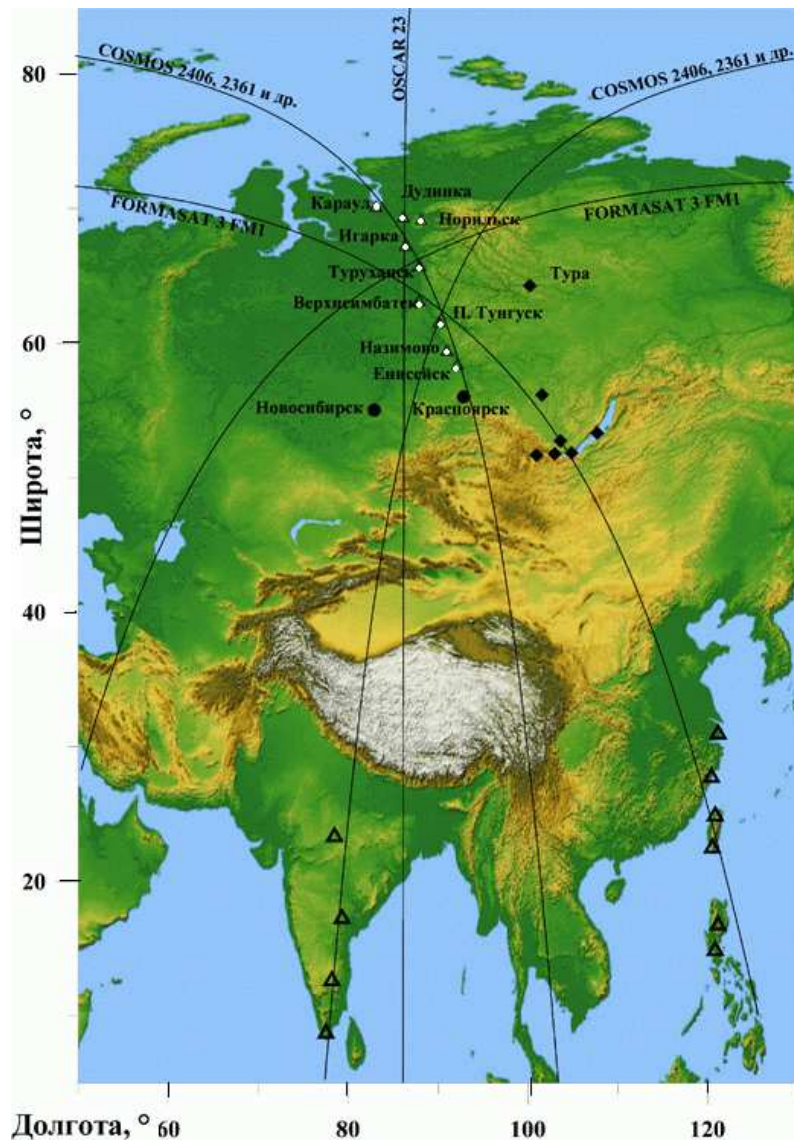 OSCAR 23
COSMOS 2406, 2361 и др.
COSMOS 2406, 2361 и др.
80
FORMASAT 3 FM1
FORMASAT 3 FM1
Караул
Дудинка
Норильск
Игарка
Туруханск
Тура
Верхнеимбатск
П. Тунгуск
60
Назимово
Енисейск
Новосибирск
Красноярск
Широта, °
40
20
Долгота, °
60
80
100
120